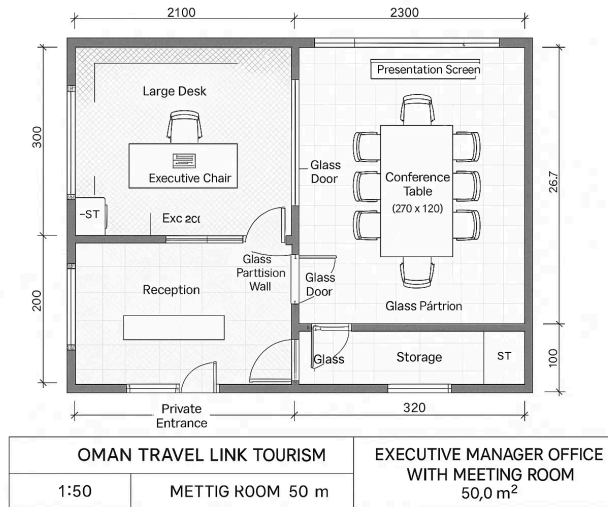 2100
2300
Presentation Screen
Large Desk
300
Executive Chair
Glass
Door
Conference
Table
(270 x 120)
26,7
-ST
Exc 2cı
Glass
Parttision
Wall
Glass
Door
Reception
Glass Pártrion
200
Glass
Storage
ST
100
Private
Entrance
320
OMAN TRAVEL LINK TOURISM
EXECUTIVE MANAGER OFFICE
WITH MEETING ROOM
50,0 m²
1:50
METTIG ROOM 50 m